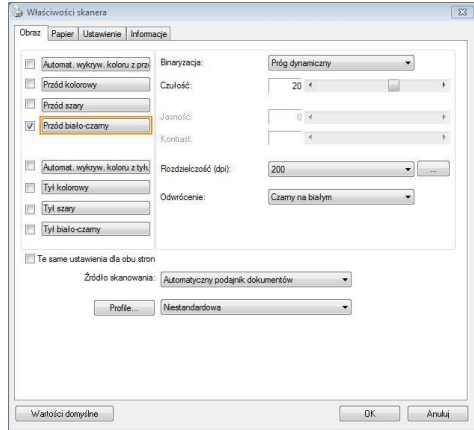 Właściwości skanera
Obraz Papier Ustawienie Informacje
Automat. wykryw. koloru z prz
Przód kolorowy
Przód szary
Przód biało-czarny
Automat. wykryw. koloru z tyłu
Tył kolorowy
Tył szary
Tył biało-czarny
Binaryzacja: Próg dynamiczny
Czułość: 20
Jasność: 0
Kontrast:
Rozdzielczość (dpi): 200 ...
Odwrócenie: Czarny na białym
Te same ustawienia dla obu stron
Źródło skanowania: Automatyczny podajnik dokumentów
Profile... Niestandardowa
Wartości domyślne OK Anuluj